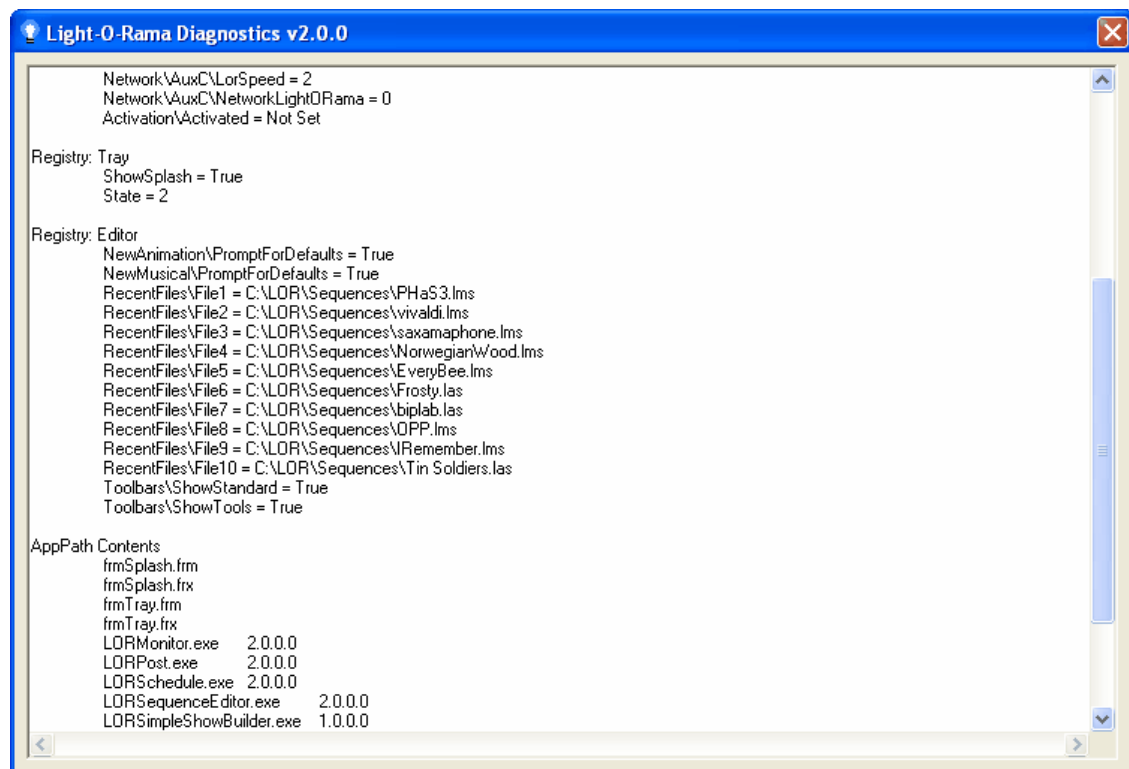 Light-O-Rama Diagnostics v2.0.0
Network\AuxC\LorSpeed = 2
Network\AuxC\NetworkLightORama = 0
Activation\Activated = Not Set
Registry: Tray
ShowSplash = True
State = 2
Registry: Editor
NewAnimation\PromptForDefaults = True
NewMusical\PromptForDefaults = True
RecentFiles\File1 = C:\LOR\Sequences\PHaS3.lms
RecentFiles\File2 = C:\LOR\Sequences\vivaldi.lms
RecentFiles\File3 = C:\LOR\Sequences\saxamaphone.lms
RecentFiles\File4 = C:\LOR\Sequences\NorwegianWood.lms
RecentFiles\File5 = C:\LOR\Sequences\EveryBee.lms
RecentFiles\File6 = C:\LOR\Sequences\Frosty.las
RecentFiles\File7 = C:\LOR\Sequences\biplab.las
RecentFiles\File8 = C:\LOR\Sequences\OPP.lms
RecentFiles\File9 = C:\LOR\Sequences\IRemember.lms
RecentFiles\File10 = C:\LOR\Sequences\Tin Soldiers.las
Toolbars\ShowStandard = True
Toolbars\ShowTools = True
AppPath Contents
frmSplash.frm
frmSplash.frx
frmTray.frm
frmTray.frx
LORMonitor.exe 2.0.0.0
LORPost.exe 2.0.0.0
LORSchedule.exe 2.0.0.0
LORSequenceEditor.exe 2.0.0.0
LORSimpleShowBuilder.exe 1.0.0.0